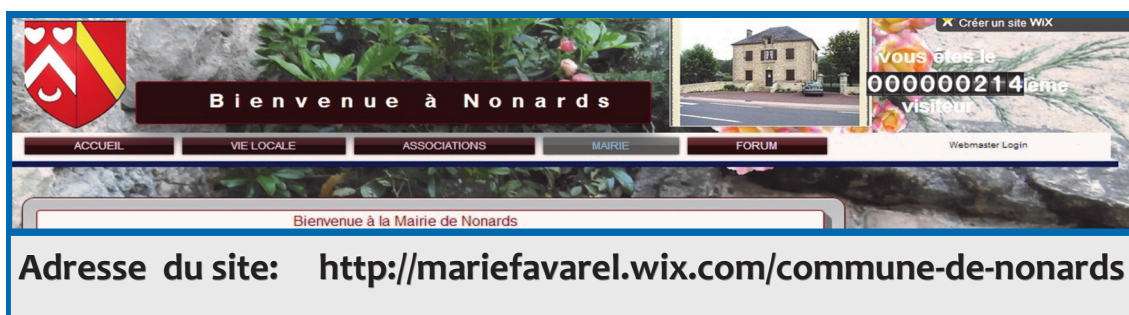 Créer un site WiX
vous êtes le
000000214ième
visiteur
Bienvenue à Nonards
ACCUEIL VIE LOCALE ASSOCIATIONS MAIRIE FORUM Webmaster Login
Bienvenue à la Mairie de Nonards
Adresse du site: http://mariefavarel.wix.com/commune-de-nonards